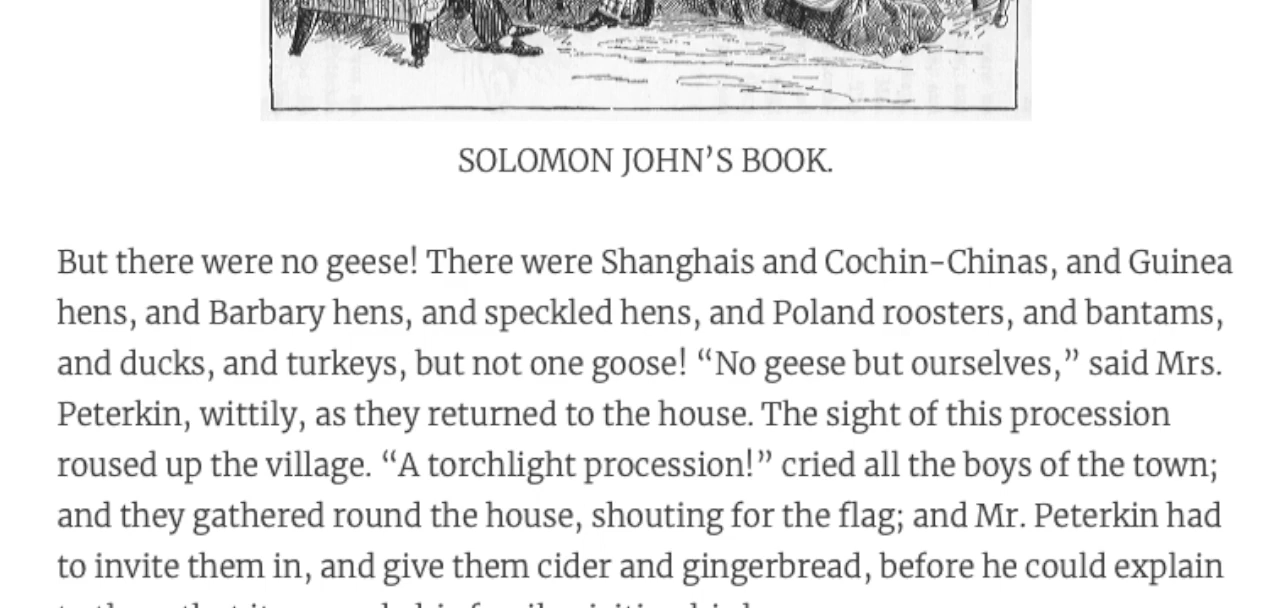 SOLOMON JOHN’S BOOK.
But there were no geese! There were Shanghais and Cochin-Chinas, and Guinea
hens, and Barbary hens, and speckled hens, and Poland roosters, and bantams,
and ducks, and turkeys, but not one goose! “No geese but ourselves,” said Mrs.
Peterkin, wittily, as they returned to the house. The sight of this procession
roused up the village. “A torchlight procession!” cried all the boys of the town;
and they gathered round the house, shouting for the flag; and Mr. Peterkin had
to invite them in, and give them cider and gingerbread, before he could explain